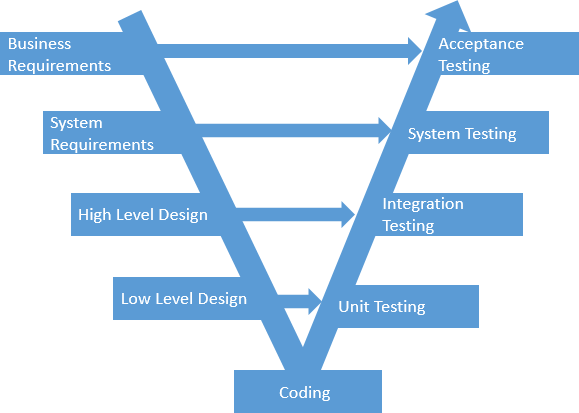 Business
Requirements
Acceptance
Testing
System
Requirements
System Testing
High Level Design
Integration
Testing
Low Level Design
Unit Testing
Coding